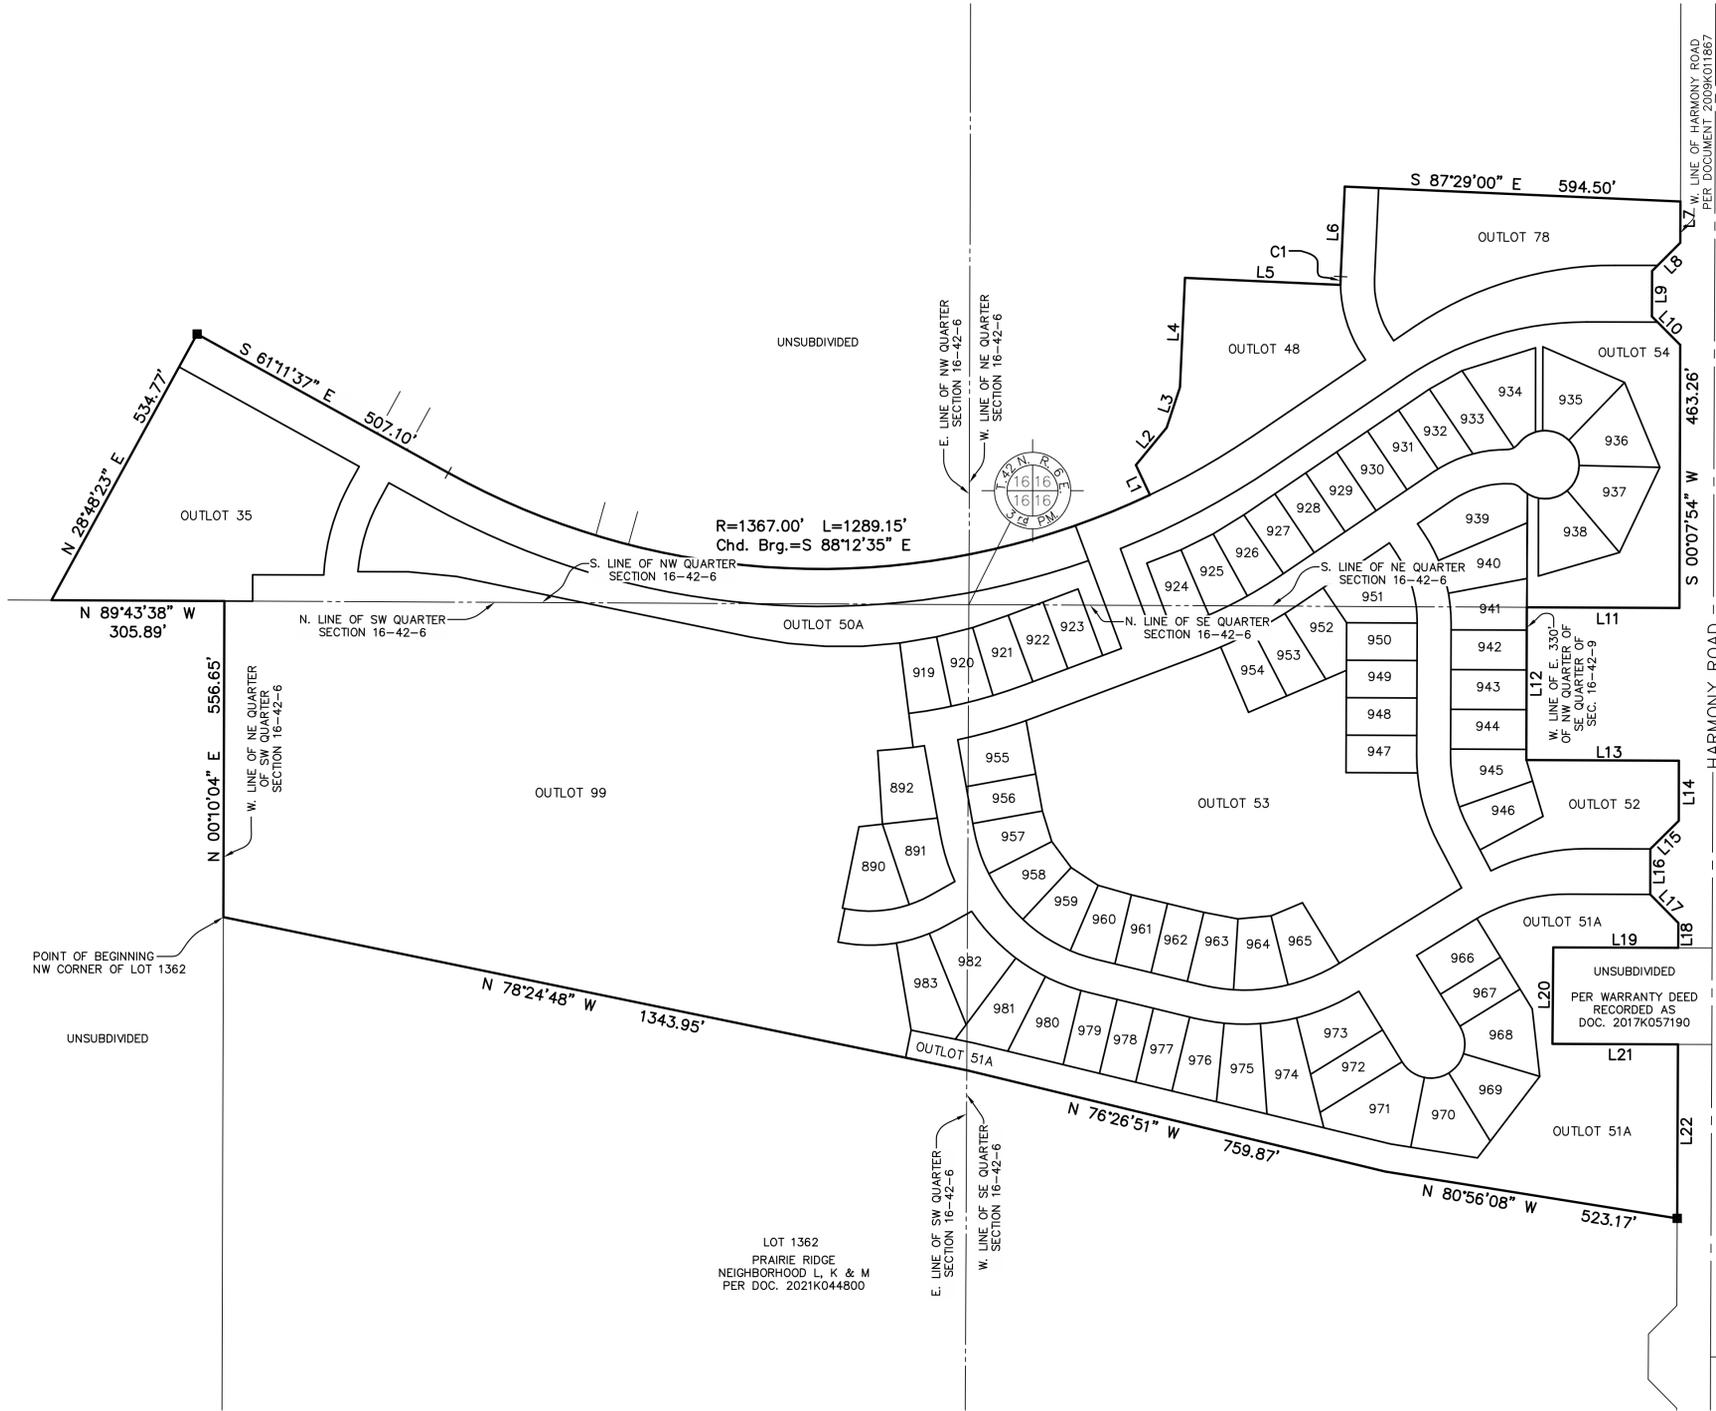 W. LINE OF HARMONY ROAD
PER DOCUMENT 2009K011867
S 87°29'00" E 594.50'
L7
L6
OUTLOT 78
C1
L5
L8
L9
L10
E. LINE OF NW QUARTER
SECTION 16-42-6
W. LINE OF NE QUARTER
SECTION 16-42-6
UNSUBDIVIDED
L4
OUTLOT 48
OUTLOT 54
S 61°11'37" E 507.10'
534.77'
N 28°48'23" E
L3
L2
L1
934
935
933
932
936
931
930
929
937
928
927
926
925
924
938
939
940
463.26'
S 00°07'54" W
T. 42 N. R. 6 E.
16 16
16 16
3rd P.M.
OUTLOT 35
R=1367.00' L=1289.15'
Chd. Brg.=S 88°12'35" E
S. LINE OF NW QUARTER
SECTION 16-42-6
S. LINE OF NE QUARTER
SECTION 16-42-6
951
941
L11
N 89°43'38" W
305.89'
N. LINE OF SW QUARTER
SECTION 16-42-6
OUTLOT 50A
N. LINE OF SE QUARTER
SECTION 16-42-6
923
922
921
920
919
952
953
954
950
949
948
947
942
943
944
945
946
L12
W. LINE OF E. 330'
OF NW QUARTER OF
SE QUARTER OF
SEC. 16-42-9
HARMONY ROAD
556.65'
N 00°10'04" E
W. LINE OF NE QUARTER
OF SW QUARTER
SECTION 16-42-6
L13
L14
OUTLOT 99
892
891
890
955
956
957
958
959
960
961
962
963
964
965
OUTLOT 53
OUTLOT 52
L15
L16
L17
L18
OUTLOT 51A
L19
POINT OF BEGINNING
NW CORNER OF LOT 1362
UNSUBDIVIDED
N 78°24'48" W 1343.95'
982
983
981
980
979
978
977
976
975
974
973
972
971
970
969
968
967
966
L20
UNSUBDIVIDED
PER WARRANTY DEED
RECORDED AS
DOC. 2017K057190
L21
OUTLOT 51A
OUTLOT 51A
L22
N 76°26'51" W 759.87'
N 80°56'08" W 523.17'
E. LINE OF SW QUARTER
SECTION 16-42-6
W. LINE OF SE QUARTER
SECTION 16-42-6
LOT 1362
PRAIRIE RIDGE
NEIGHBORHOOD L, K & M
PER DOC. 2021K044800